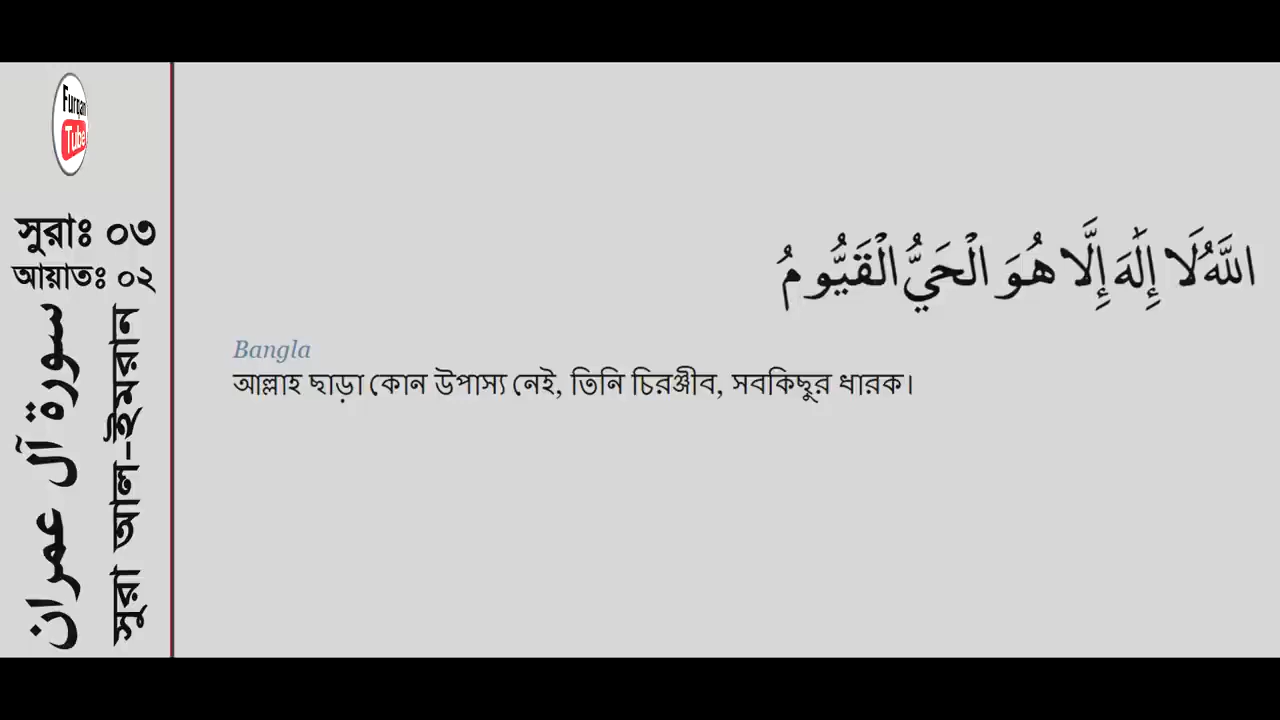 Furqan
Tube
সুরাঃ ০৩
আয়াতঃ ০২
سورة آل عمران
সুরা আল-ইমরান
اللَّهُ لَا إِلَٰهَ إِلَّا هُوَ الْحَيُّ الْقَيُّومُ
Bangla
আল্লাহ ছাড়া কোন উপাস্য নেই, তিনি চিরঞ্জীব, সবকিছুর ধারক।